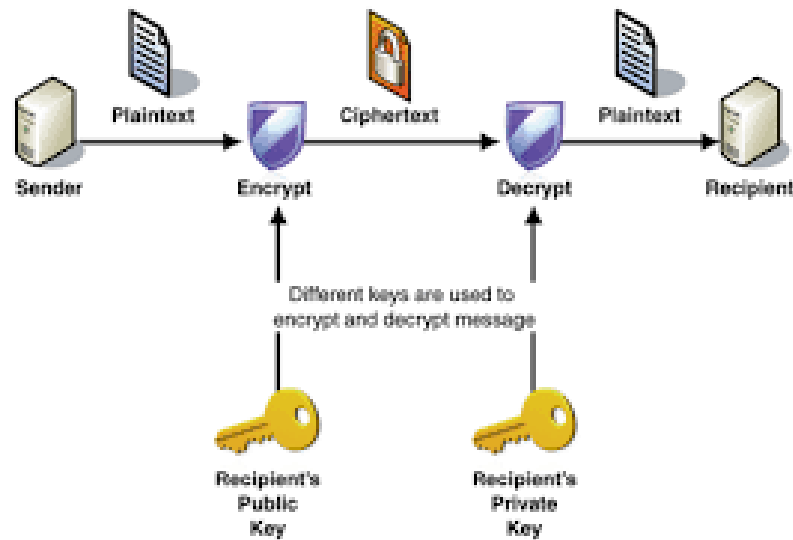 Plaintext
Ciphertext
Plaintext
Sender
Encrypt
Decrypt
Recipient
Different keys are used to
encrypt and decrypt message
Recipient's
Public
Key
Recipient's
Private
Key